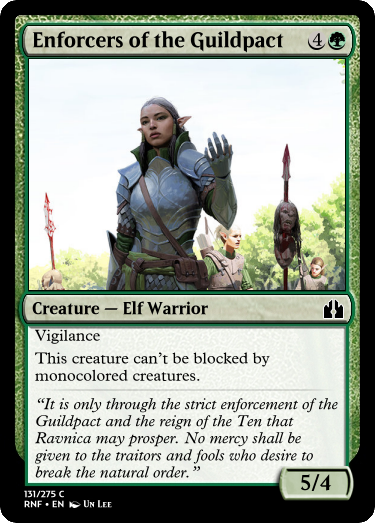 Enforcers of the Guildpact 4
Creature — Elf Warrior
Vigilance
This creature can't be blocked by
monocolored creatures.
“It is only through the strict enforcement of
the Guildpact and the reign of the Ten that
Ravnica may prosper. No mercy shall be
given to the traitors and fools who desire to
break the natural order.”
5/4
131/275 C
RNF • EN Un Lee